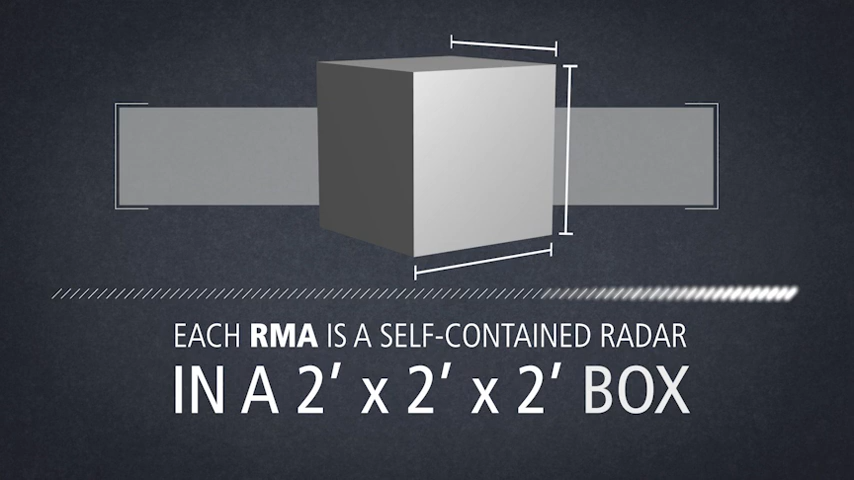 EACH RMA IS A SELF-CONTAINED RADAR
IN A 2’ x 2’ x 2’ BOX